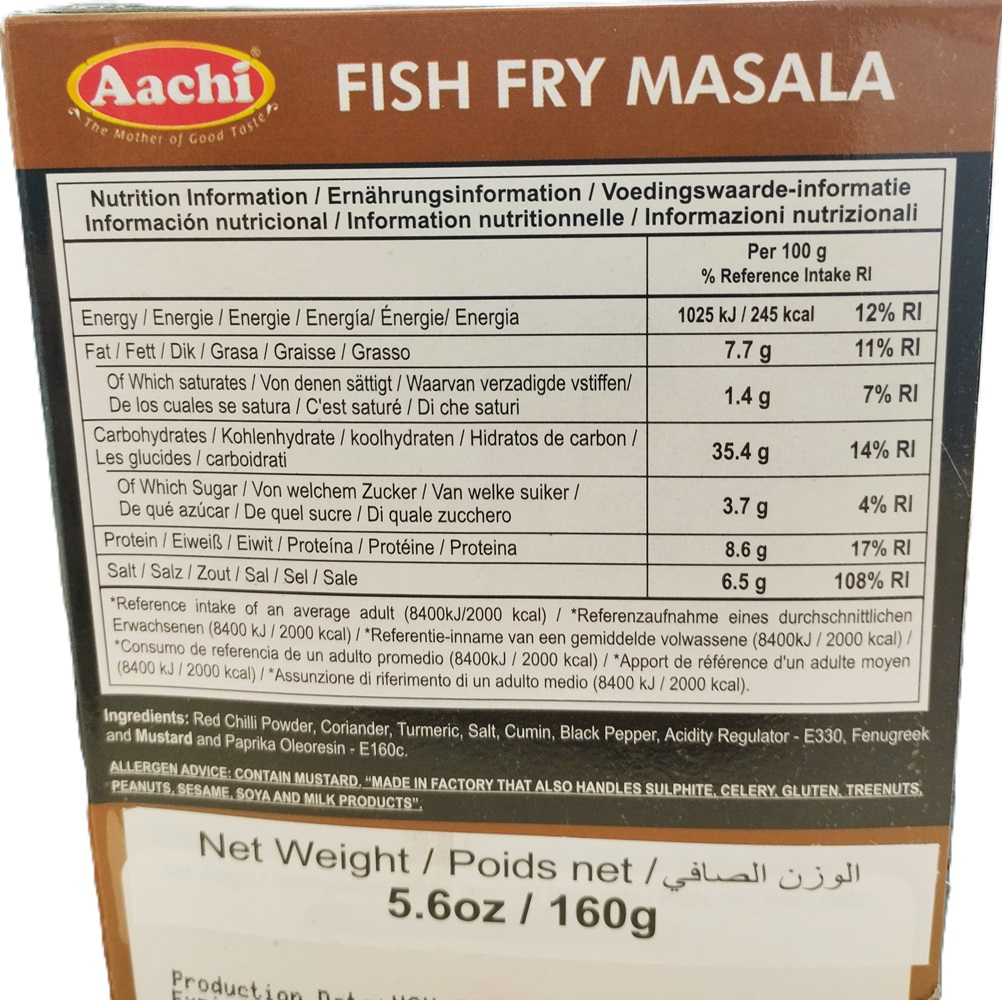 Aachi®
The Mother of Good Taste
FISH FRY MASALA
Nutrition Information / Ernährungsinformation / Voedingswaarde-informatie
Información nutricional / Information nutritionnelle / Informazioni nutrizionali
Per 100 g
% Reference Intake RI
Energy / Energie / Energie / Energía/ Énergie/ Energia 1025 kJ / 245 kcal 12% RI
Fat / Fett / Dik / Grasa / Graisse / Grasso 7.7 g 11% RI
Of Which saturates / Von denen sättigt / Waarvan verzadigde vstiffen/
De los cuales se satura / C'est saturé / Di che saturi 1.4 g 7% RI
Carbohydrates / Kohlenhydrate / koolhydraten / Hidratos de carbon /
Les glucides / carboidrati 35.4 g 14% RI
Of Which Sugar / Von welchem Zucker / Van welke suiker /
De qué azúcar / De quel sucre / Di quale zucchero 3.7 g 4% RI
Protein / Eiweiß / Eiwit / Proteína / Protéine / Proteina 8.6 g 17% RI
Salt / Salz / Zout / Sal / Sel / Sale 6.5 g 108% RI
*Reference intake of an average adult (8400kJ/2000 kcal) / *Referenzaufnahme eines durchschnittlichen
Erwachsenen (8400 kJ / 2000 kcal) / *Referentie-inname van een gemiddelde volwassene (8400kJ / 2000 kcal) /
*Consumo de referencia de un adulto promedio (8400kJ / 2000 kcal) / *Apport de référence d'un adulte moyen
(8400 kJ / 2000 kcal) / *Assunzione di riferimento di un adulto medio (8400 kJ / 2000 kcal).
Ingredients: Red Chilli Powder, Coriander, Turmeric, Salt, Cumin, Black Pepper, Acidity Regulator - E330, Fenugreek
and Mustard and Paprika Oleoresin - E160c.
ALLERGEN ADVICE: CONTAIN MUSTARD, "MADE IN FACTORY THAT ALSO HANDLES SULPHITE, CELERY, GLUTEN, TREENUTS,
PEANUTS, SESAME, SOYA AND MILK PRODUCTS".
Net Weight / Poids net / الوزن الصافي
5.6oz / 160g
Production